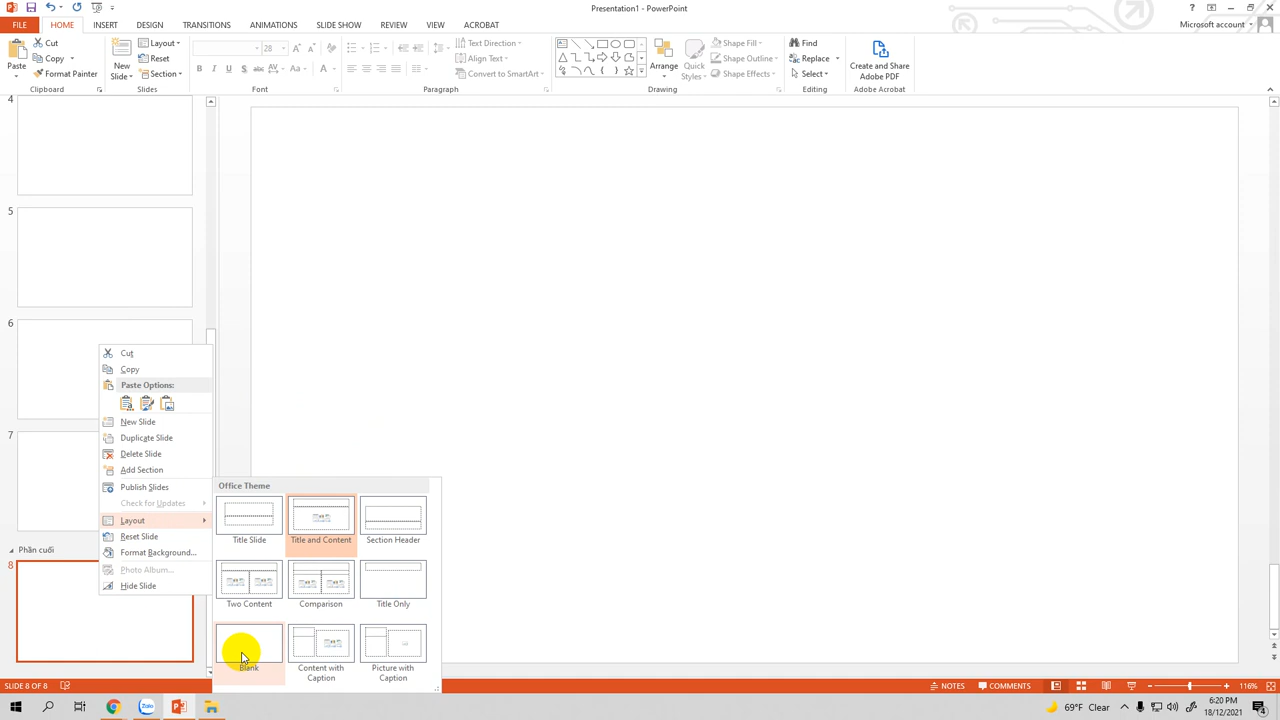 Presentation1 - PowerPoint
FILE HOME INSERT DESIGN TRANSITIONS ANIMATIONS SLIDE SHOW REVIEW VIEW ACROBAT
Microsoft account
Paste
Cut
Copy
Format Painter
Clipboard
New
Slide
Layout
Reset
Section
Slides
28
B I U S abc AV Aa A
Font
Text Direction
Align Text
Convert to SmartArt
Paragraph
Arrange
Quick
Styles
Shape Fill
Shape Outline
Shape Effects
Drawing
Find
Replace
Select
Editing
Create and Share
Adobe PDF
Adobe Acrobat
4
5
6
7
Phần cuối
8
Cut
Copy
Paste Options:
New Slide
Duplicate Slide
Delete Slide
Add Section
Publish Slides
Check for Updates
Layout
Reset Slide
Format Background...
Photo Album...
Hide Slide
Office Theme
Title Slide
Title and Content
Section Header
Two Content
Comparison
Title Only
Blank
Content with
Caption
Picture with
Caption
SLIDE 8 OF 8
NOTES
COMMENTS
116%
69°F Clear
6:20 PM
18/12/2021
4